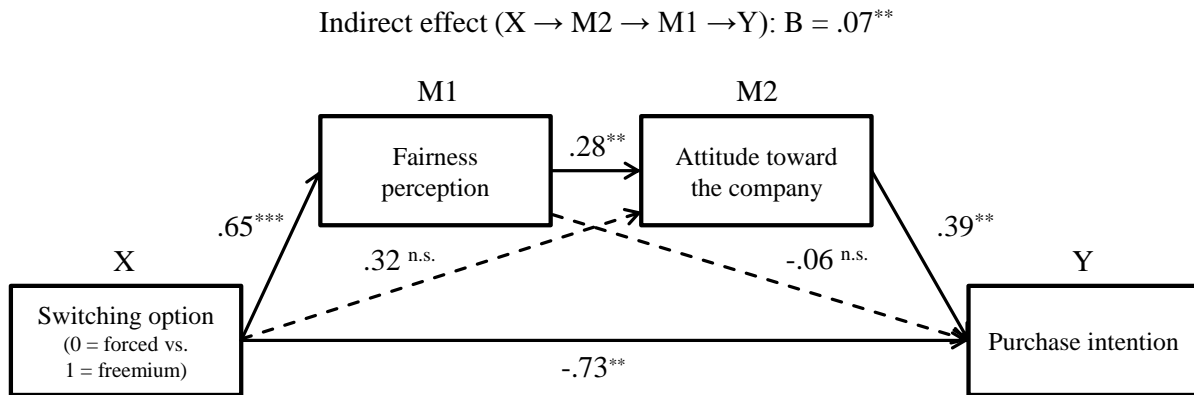 Indirect effect (X → M2 → M1 →Y): B = .07**
M1
M2
Fairness
perception
.28**
Attitude toward
the company
.65***
.32 n.s.
-.06 n.s.
.39**
X
Y
Switching option
(0 = forced vs.
1 = freemium)
Purchase intention
-.73**